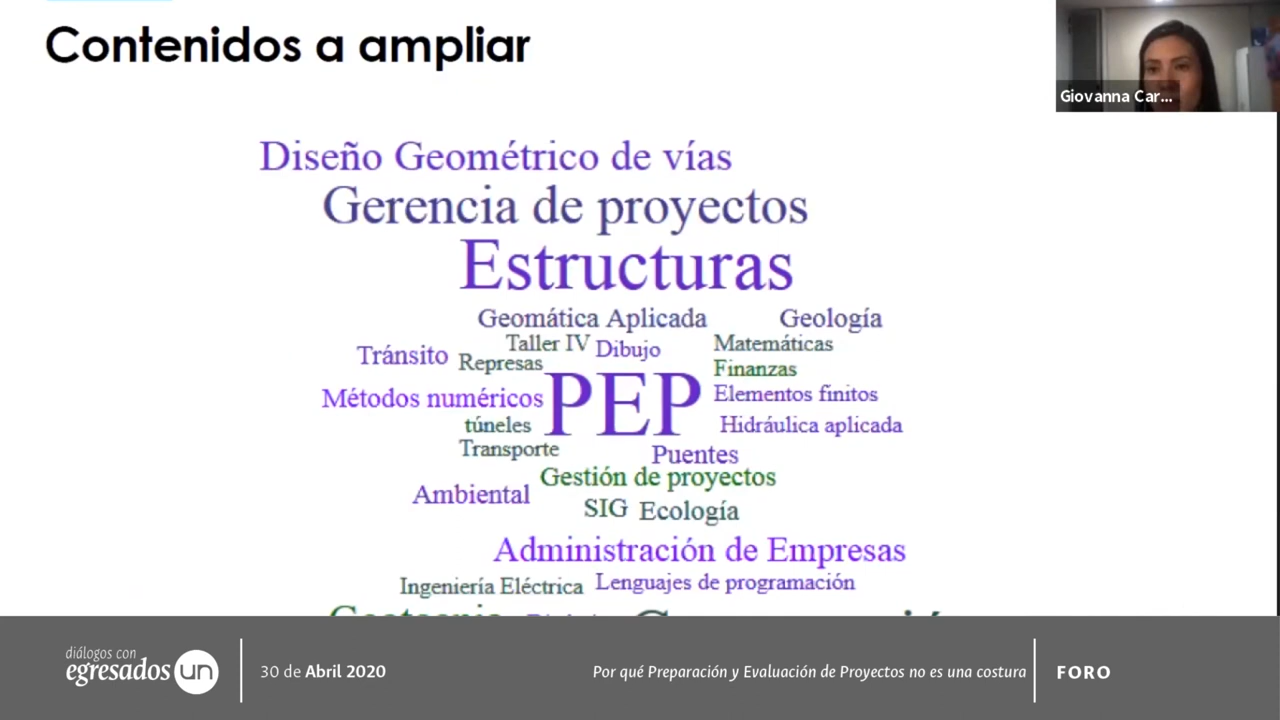 Contenidos a ampliar
Giovanna Car...
Diseño Geométrico de vías
Gerencia de proyectos
Estructuras
Geomática Aplicada
Geología
Taller IV
Dibujo
Matemáticas
Tránsito
Represas
Finanzas
Métodos numéricos
PEP
Elementos finitos
túneles
Hidráulica aplicada
Transporte
Puentes
Gestión de proyectos
Ambiental
SIG
Ecología
Administración de Empresas
Ingeniería Eléctrica
Lenguajes de programación
Geotecnia
diálogos con
egresados un
30 de Abril 2020
Por qué Preparación y Evaluación de Proyectos no es una costura
FORO